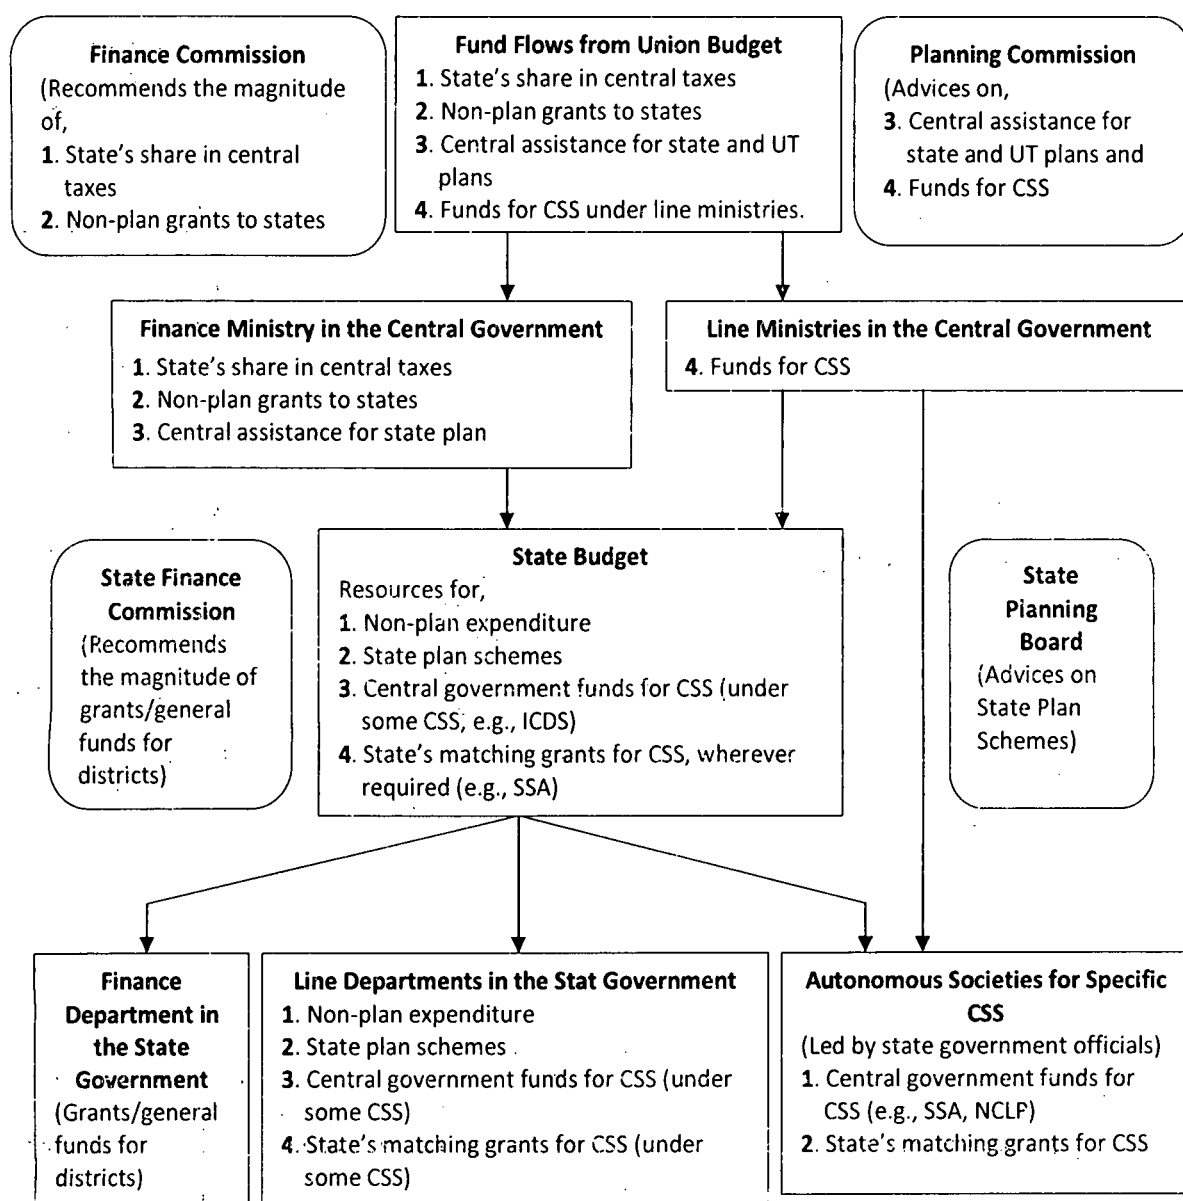 Finance Commission
(Recommends the magnitude
of,
1. State's share in central
taxes
2. Non-plan grants to states
Fund Flows from Union Budget
1. State's share in central taxes
2. Non-plan grants to states
3. Central assistance for state and UT
plans
4. Funds for CSS under line ministries.
Planning Commission
(Advices on,
3. Central assistance for
state and UT plans and
4. Funds for CSS
Finance Ministry in the Central Government
1. State's share in central taxes
2. Non-plan grants to states
3. Central assistance for state plan
Line Ministries in the Central Government
4. Funds for CSS
State Finance
Commission
(Recommends
the magnitude of
grants/general
funds for
districts)
State Budget
Resources for,
1. Non-plan expenditure
2. State plan schemes
3. Central government funds for CSS (under
some CSS, e.g., ICDS)
4. State's matching grants for CSS, wherever
required (e.g., SSA)
State
Planning
Board
(Advices on
State Plan
Schemes)
Finance
Department in
the State
Government
(Grants/general
funds for
districts)
Line Departments in the Stat Government
1. Non-plan expenditure
2. State plan schemes
3. Central government funds for CSS (under
some CSS)
4. State's matching grants for CSS (under
some CSS)
Autonomous Societies for Specific
CSS
(Led by state government officials)
1. Central government funds for
CSS (e.g., SSA, NCLP)
2. State's matching grants for CSS